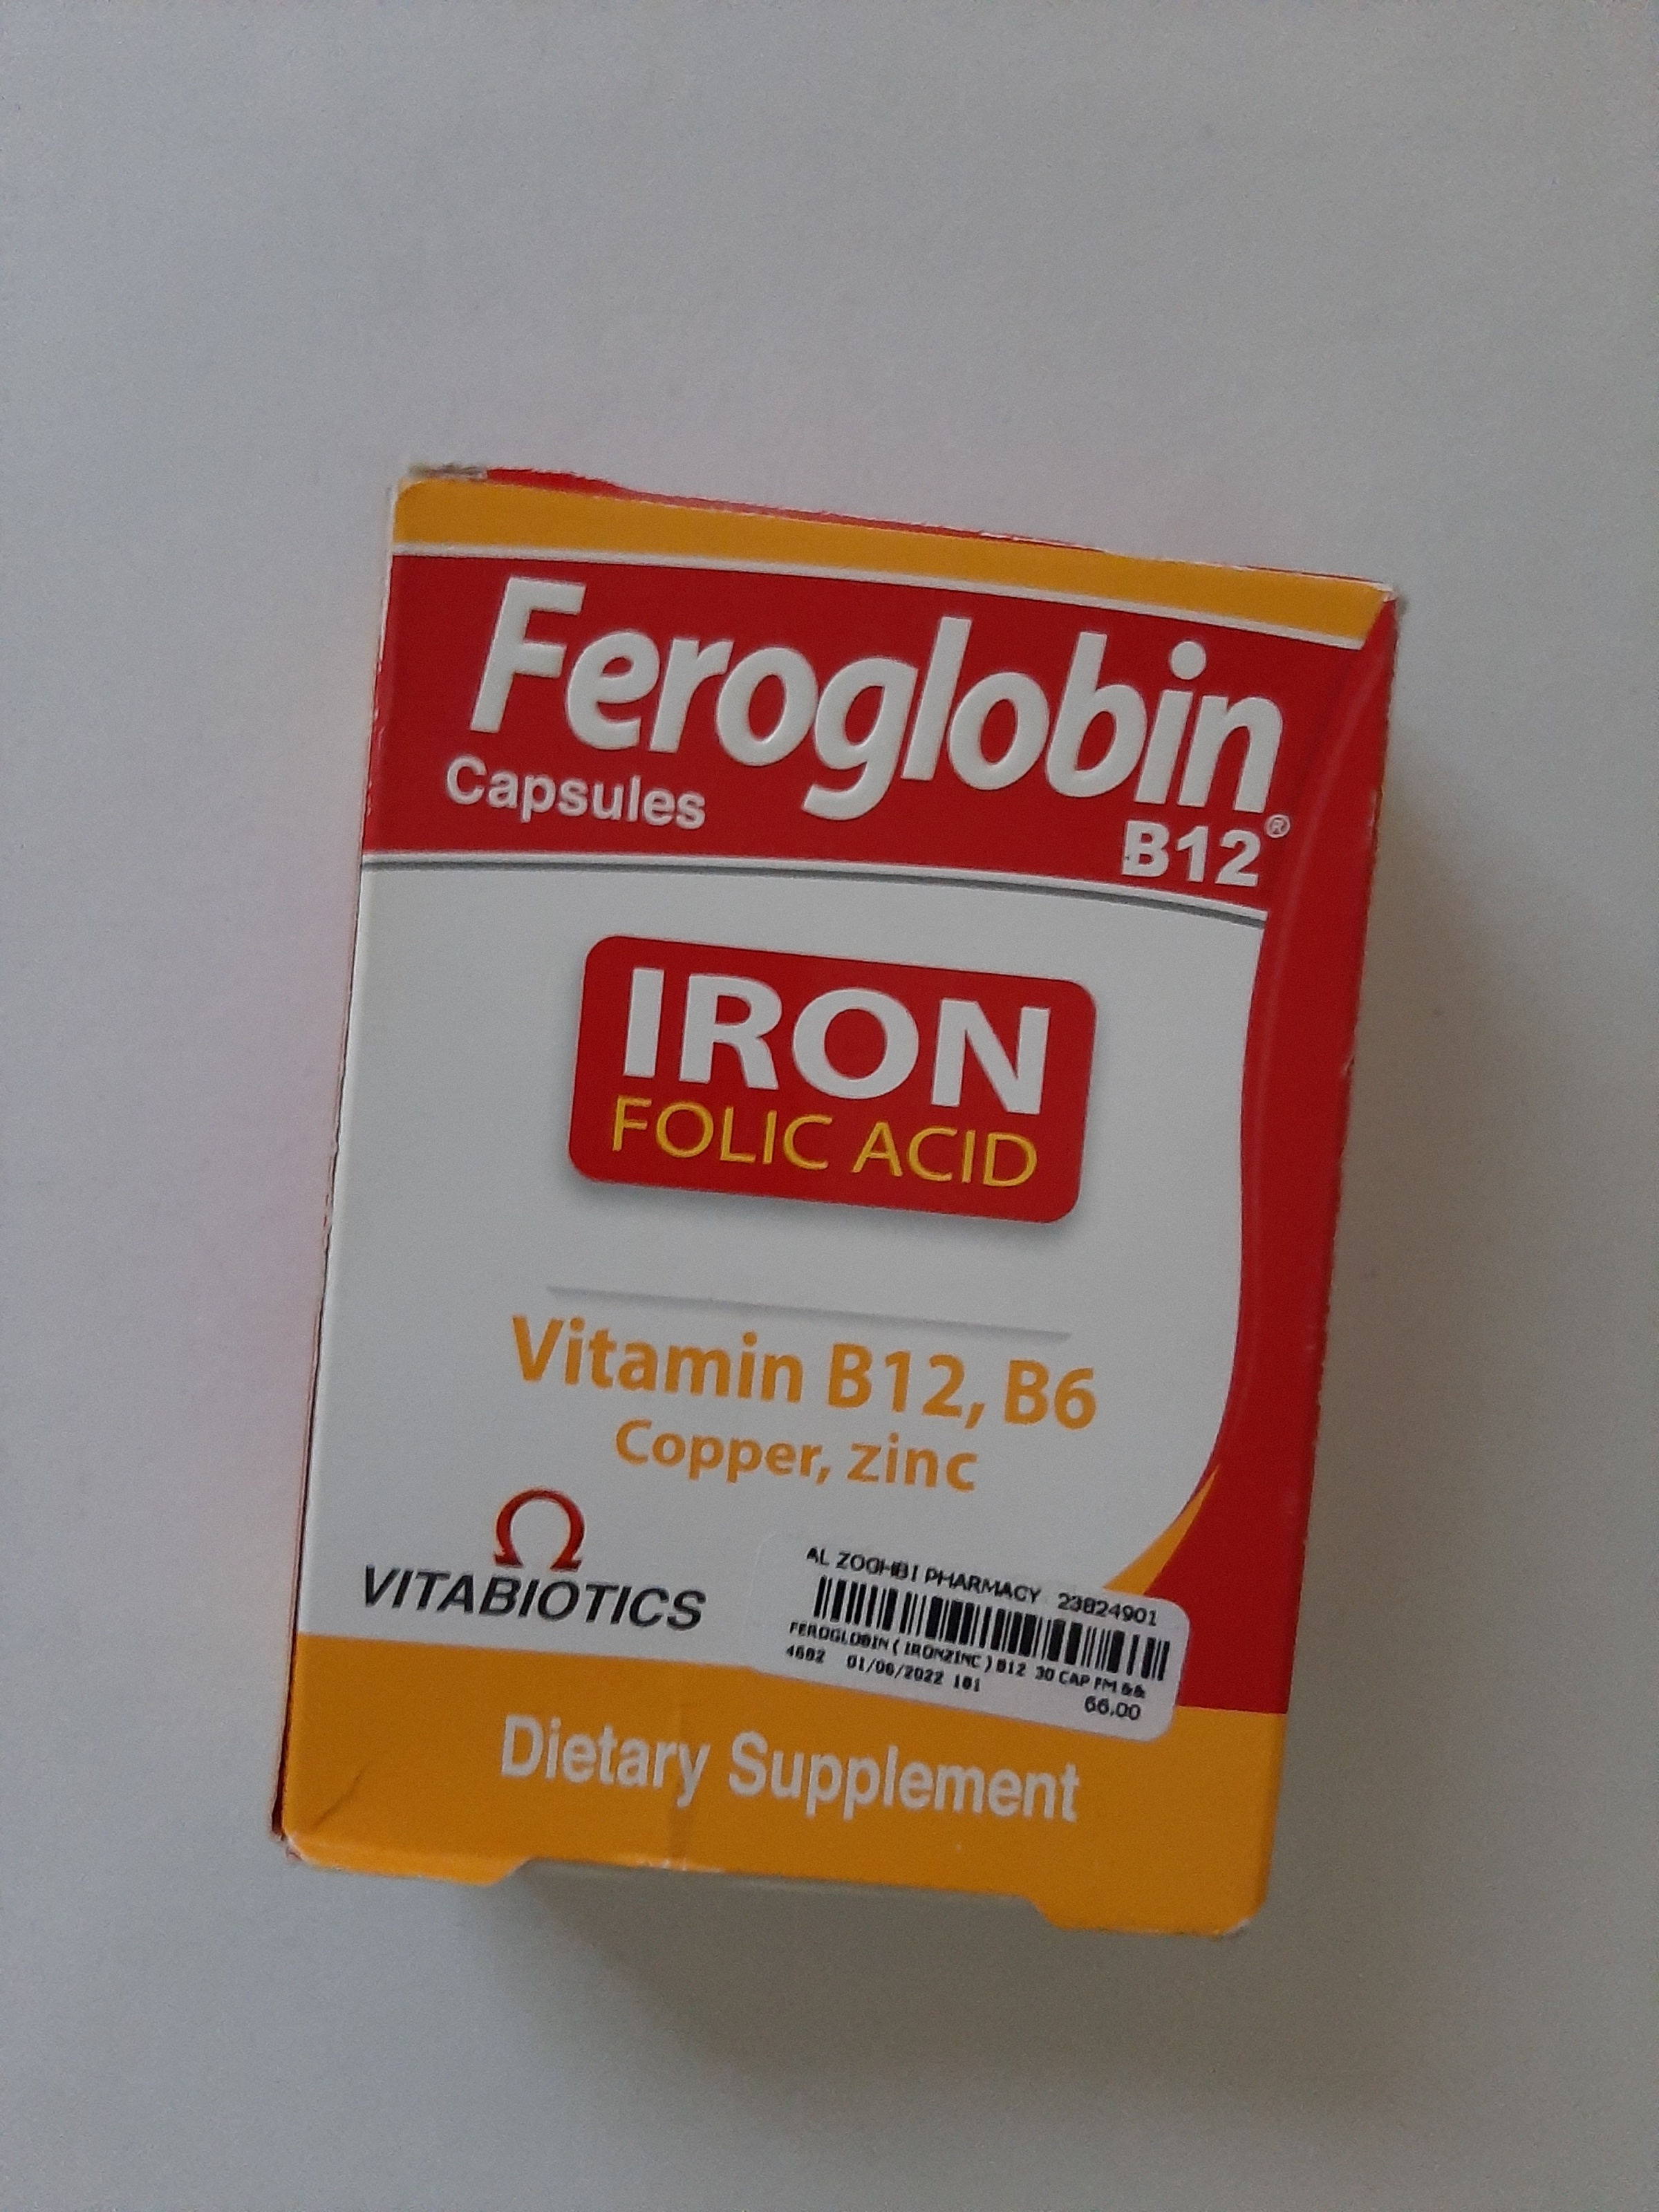 Feroglobin
Capsules
B12®
IRON
FOLIC ACID
Vitamin B12, B6
Copper, zinc
VITABIOTICS
AL ZOGHBI PHARMACY 23824901
FEROGLOBIN ( IRONZINC ) B12 30 CAP FM &&
4682 01/06/2022 101
66.00
Dietary Supplement